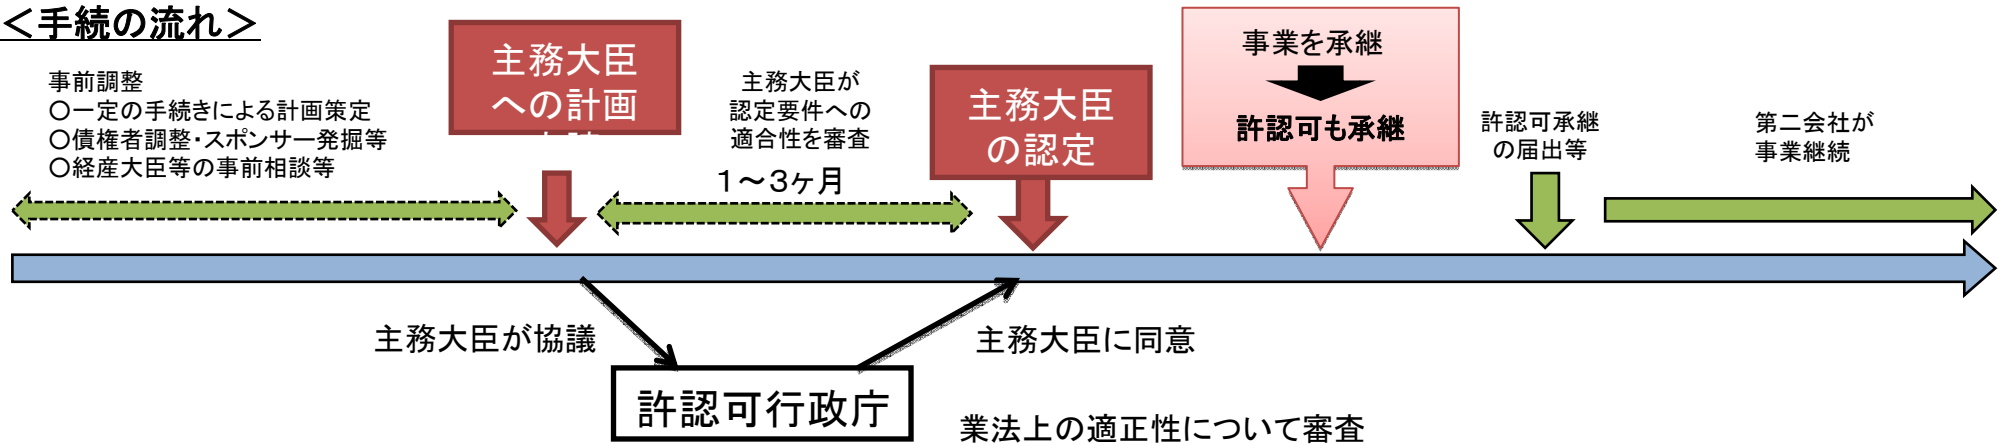 ＜手続の流れ＞
事前調整
○一定の手続きによる計画策定
○債権者調整・スポンサー発掘等
○経産大臣等の事前相談等
主務大臣
への計画
主務大臣が
認定要件への
適合性を審査
１～３ヶ月
主務大臣
の認定
事業を承継
許認可も承継
許認可承継
の届出等
第二会社が
事業継続
主務大臣が協議
主務大臣に同意
許認可行政庁
業法上の適正性について審査